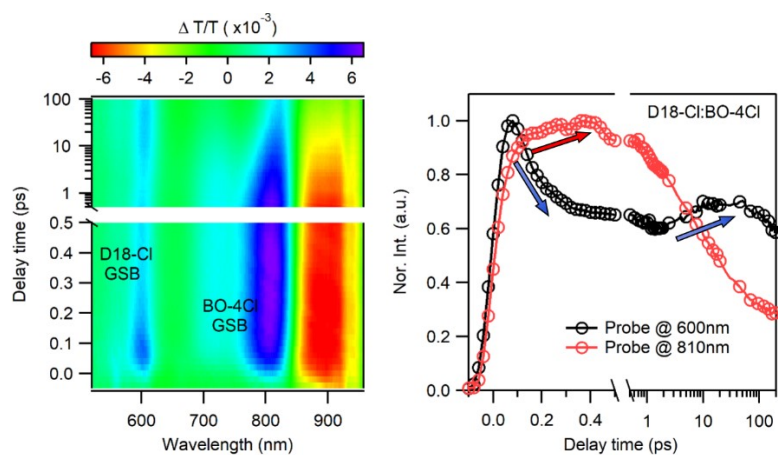 Δ T/T ( x10⁻³)
-6 -4 -2 0 2 4 6
Delay time (ps)
100
10
1
0.5
0.4
0.3
0.2
0.1
0.0
D18-Cl
GSB
BO-4Cl
GSB
600 700 800 900
Wavelength (nm)
D18-Cl:BO-4Cl
Nor. Int. (a.u.)
1.0
0.8
0.6
0.4
0.2
0.0
Probe @ 600nm
Probe @ 810nm
0.0 0.2 0.4 1 10 100
Delay time (ps)